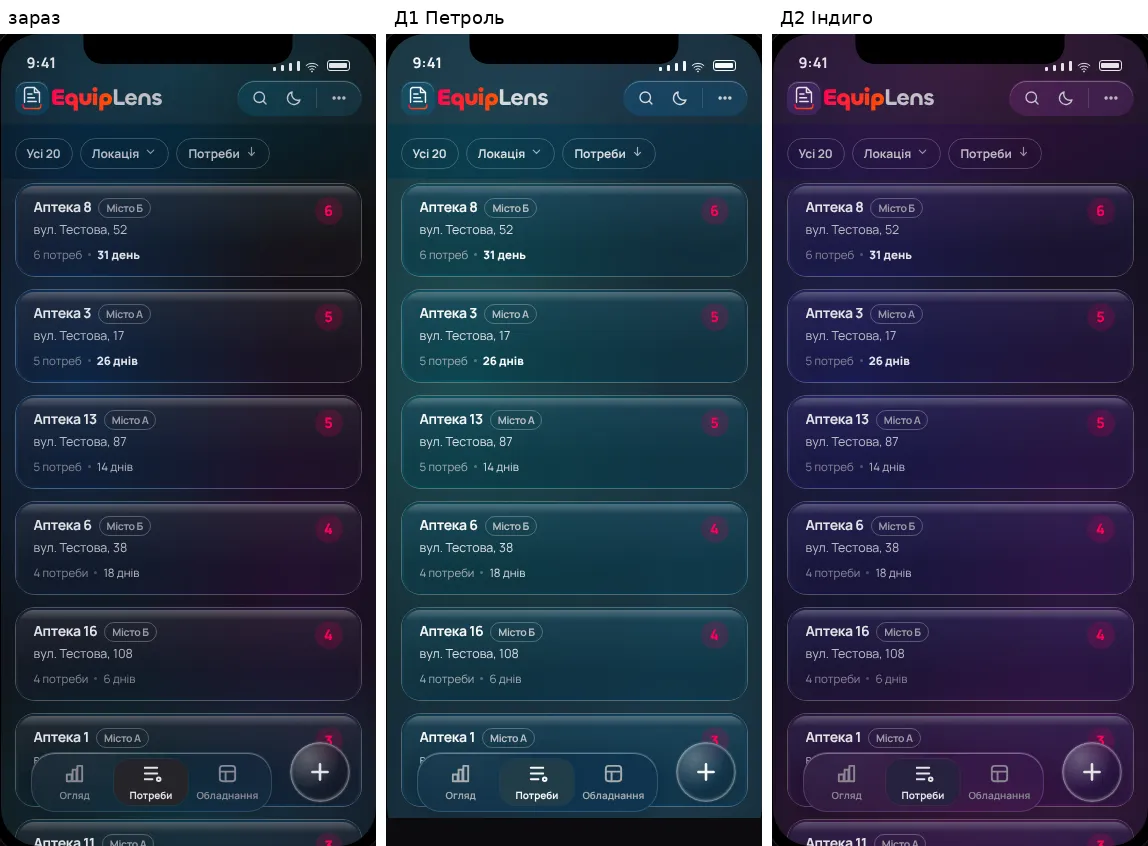 зараз
9:41
EquipLens
Усі 20 Локація Потреби
Аптека 8 Місто Б 6
вул. Тестова, 52
6 потреб • 31 день
Аптека 3 Місто А 5
вул. Тестова, 17
5 потреб • 26 днів
Аптека 13 Місто А 5
вул. Тестова, 87
5 потреб • 14 днів
Аптека 6 Місто Б 4
вул. Тестова, 38
4 потреби • 18 днів
Аптека 16 Місто Б 4
вул. Тестова, 108
4 потреби • 6 днів
Аптека 1 Місто А 3
Огляд Потреби Обладнання
Аптека 11 Місто А 3
Д1 Петроль
9:41
EquipLens
Усі 20 Локація Потреби
Аптека 8 Місто Б 6
вул. Тестова, 52
6 потреб • 31 день
Аптека 3 Місто А 5
вул. Тестова, 17
5 потреб • 26 днів
Аптека 13 Місто А 5
вул. Тестова, 87
5 потреб • 14 днів
Аптека 6 Місто Б 4
вул. Тестова, 38
4 потреби • 18 днів
Аптека 16 Місто Б 4
вул. Тестова, 108
4 потреби • 6 днів
Аптека 1 Місто А 3
Огляд Потреби Обладнання
Д2 Індиго
9:41
EquipLens
Усі 20 Локація Потреби
Аптека 8 Місто Б 6
вул. Тестова, 52
6 потреб • 31 день
Аптека 3 Місто А 5
вул. Тестова, 17
5 потреб • 26 днів
Аптека 13 Місто А 5
вул. Тестова, 87
5 потреб • 14 днів
Аптека 6 Місто Б 4
вул. Тестова, 38
4 потреби • 18 днів
Аптека 16 Місто Б 4
вул. Тестова, 108
4 потреби • 6 днів
Аптека 1 Місто А 3
Огляд Потреби Обладнання
Аптека 11 Місто А 3